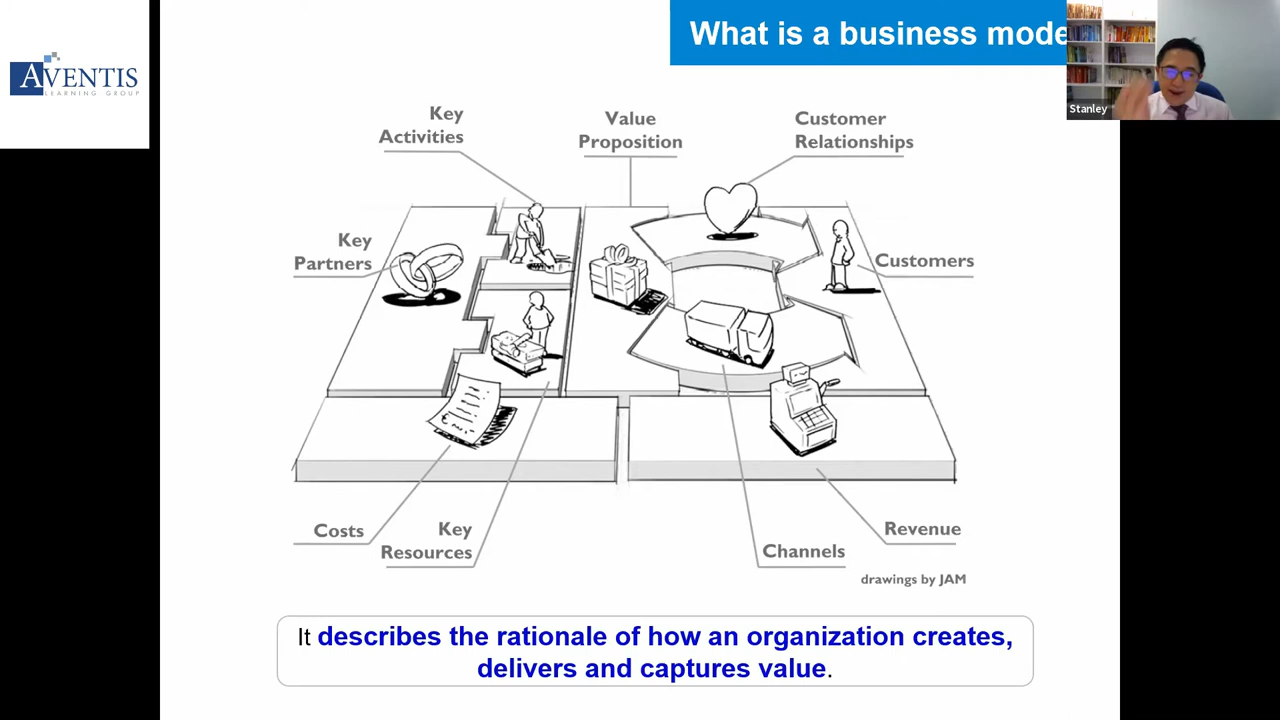 What is a business mode
AVENTIS
LEARNING GROUP
Stanley
Key
Activities
Value
Proposition
Customer
Relationships
Key
Partners
Customers
Costs
Key
Resources
Channels
Revenue
drawings by JAM
It describes the rationale of how an organization creates,
delivers and captures value.